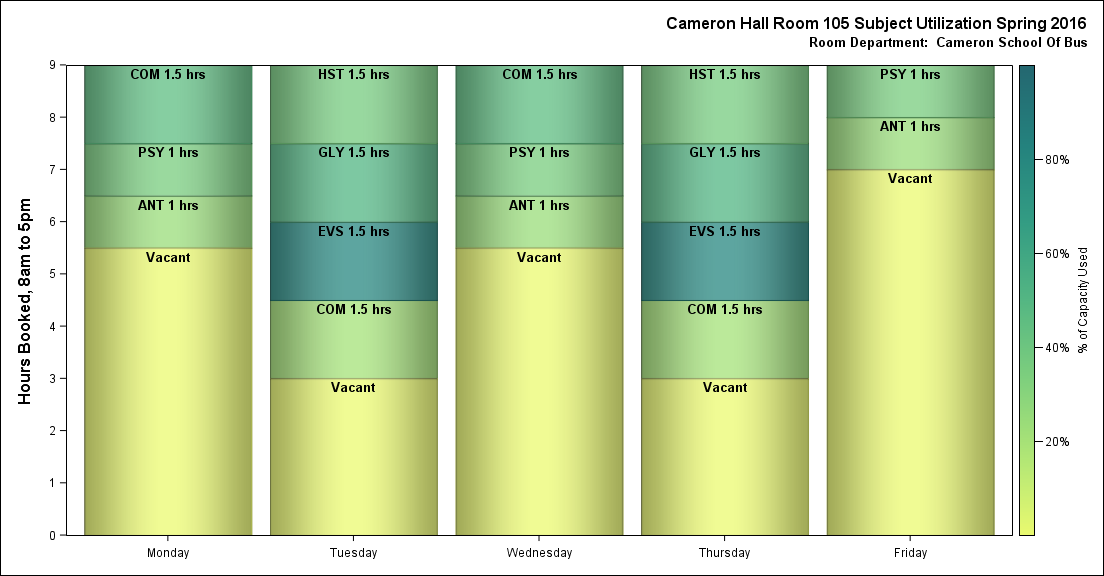 Cameron Hall Room 105 Subject Utilization Spring 2016
Room Department:  Cameron School Of Bus
Hours Booked, 8am to 5pm
9
8
7
6
5
4
3
2
1
0
COM 1.5 hrs
PSY 1 hrs
ANT 1 hrs
Vacant
Monday
HST 1.5 hrs
GLY 1.5 hrs
EVS 1.5 hrs
COM 1.5 hrs
Vacant
Tuesday
COM 1.5 hrs
PSY 1 hrs
ANT 1 hrs
Vacant
Wednesday
HST 1.5 hrs
GLY 1.5 hrs
EVS 1.5 hrs
COM 1.5 hrs
Vacant
Thursday
PSY 1 hrs
ANT 1 hrs
Vacant
Friday
80%
60%
40%
20%
% of Capacity Used